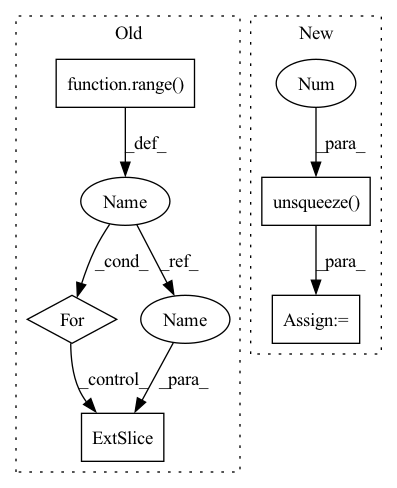 Old
New
function.range()
Num
_def_
_para_
Name
unsqueeze()
_cond_
_ref_
_para_
For
Name
Assign:=
_control_
_para_
ExtSlice